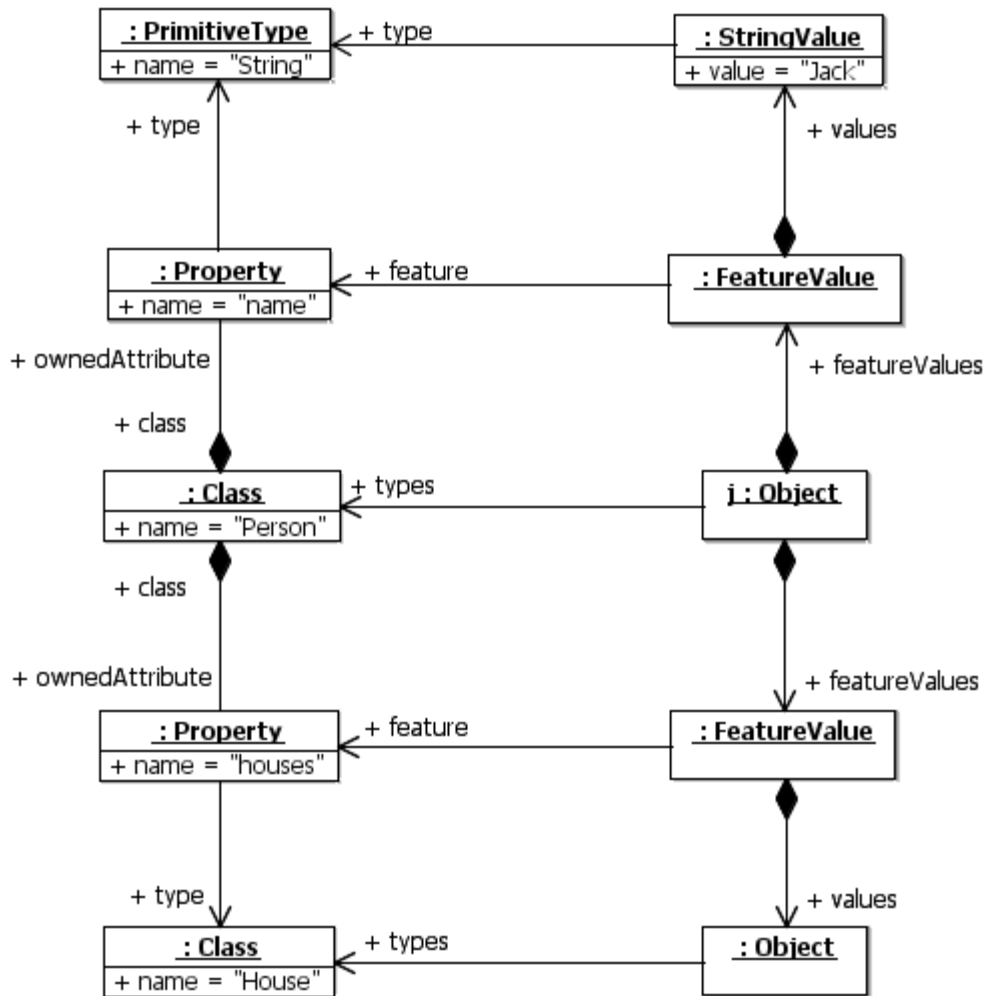 : PrimitiveType
+ name = "String"
+ type
: StringValue
+ value = "Jack"
+ type
+ values
: Property
+ name = "name"
+ feature
: FeatureValue
+ ownedAttribute
+ featureValues
+ class
: Class
+ name = "Person"
+ types
j : Object
+ class
+ ownedAttribute
+ featureValues
: Property
+ name = "houses"
+ feature
: FeatureValue
+ type
+ values
: Class
+ name = "House"
+ types
: Object